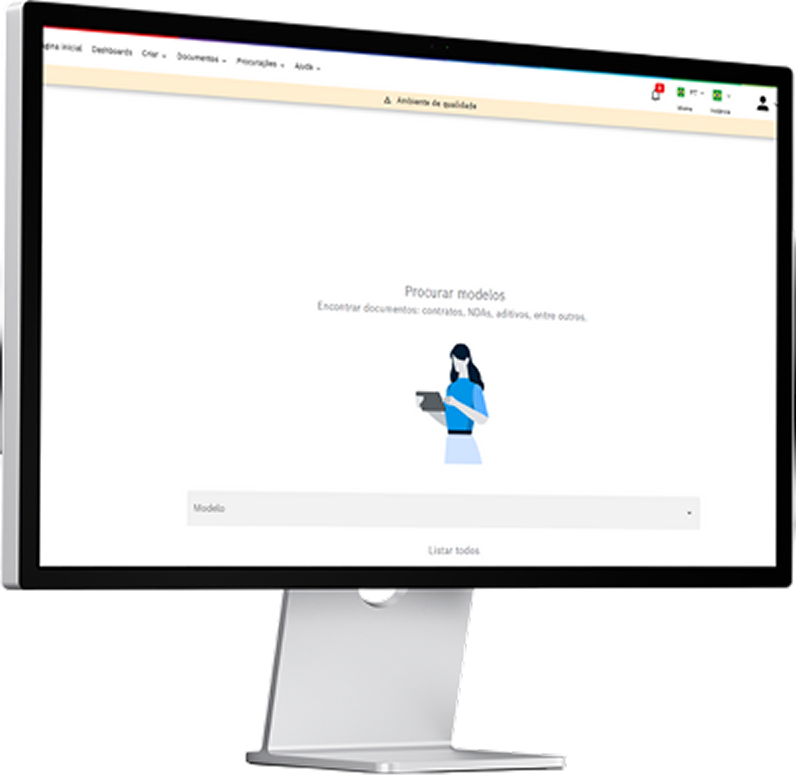 gina inicial Dashboards Criar Documentos Procurações Ajuda
PT
Idioma Instância
Ambiente de qualidade
Procurar modelos
Encontrar documentos: contratos, NDAs, aditivos, entre outros.
Modelo
Listar todos